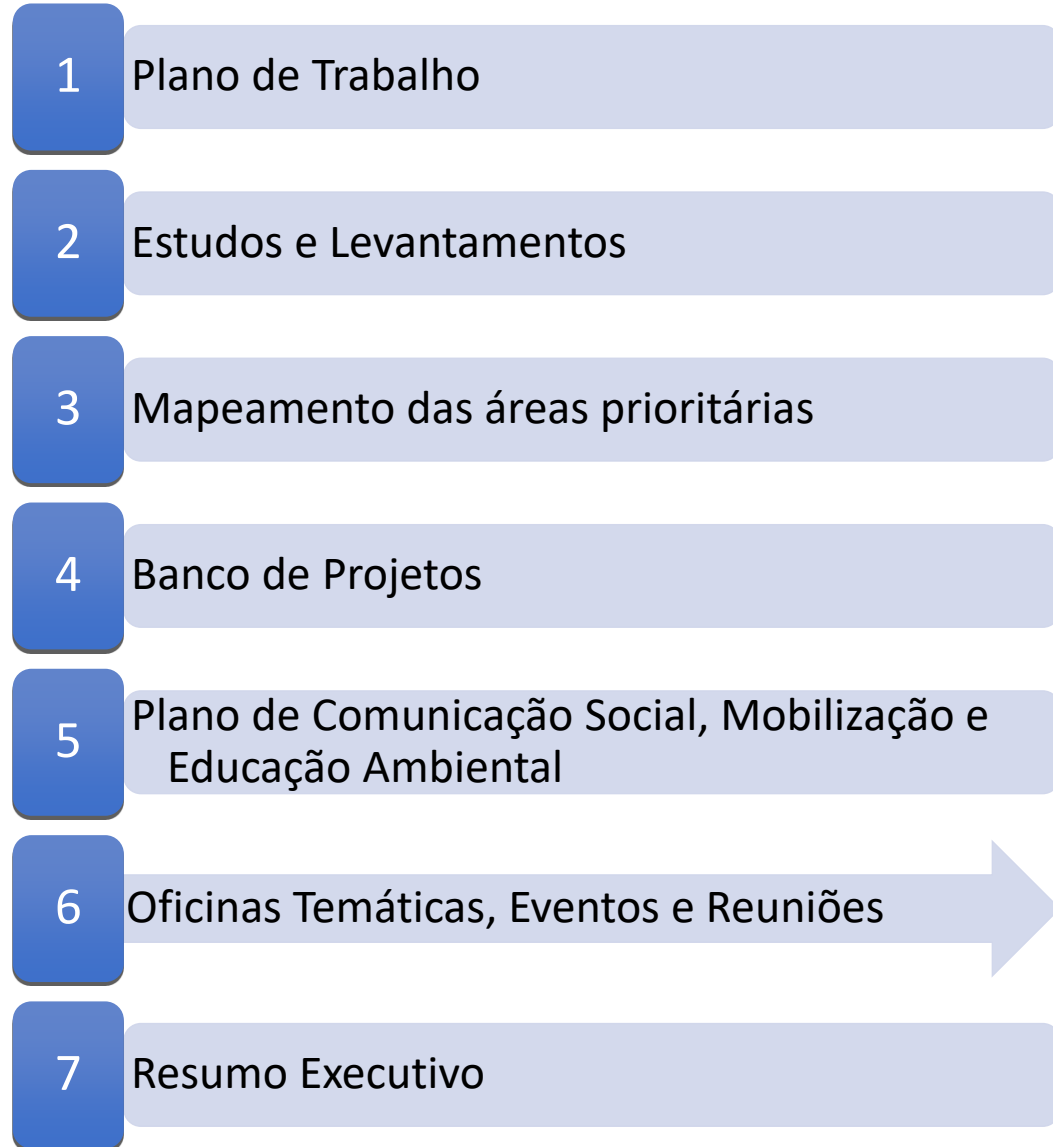 1
Plano de Trabalho
2
Estudos e Levantamentos
3
Mapeamento das áreas prioritárias
4
Banco de Projetos
5
Plano de Comunicação Social, Mobilização e
Educação Ambiental
6
Oficinas Temáticas, Eventos e Reuniões
7
Resumo Executivo